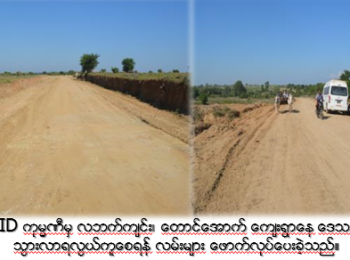 ID ကုမ္ပဏီမှ လဘက်ကျင်း၊ တောင်အောက် ကျေးရွာနေ ဒေသ
သွားလာရလွယ်ကူစေရန် လမ်းများ ဖောက်လုပ်ပေးခဲ့သည်။